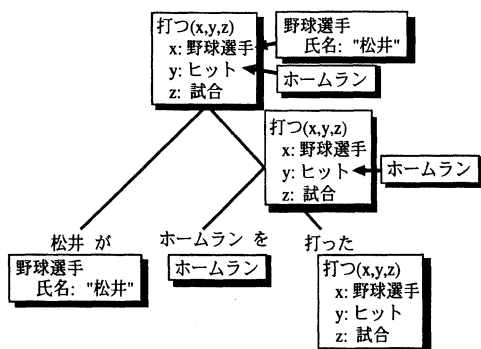 打つ(x,y,z)
x: 野球選手
y: ヒット
z: 試合
野球選手
氏名: "松井"
ホームラン
打つ(x,y,z)
x: 野球選手
y: ヒット
z: 試合
ホームラン
松井 が
野球選手
氏名: "松井"
ホームラン を
ホームラン
打った
打つ(x,y,z)
x: 野球選手
y: ヒット
z: 試合